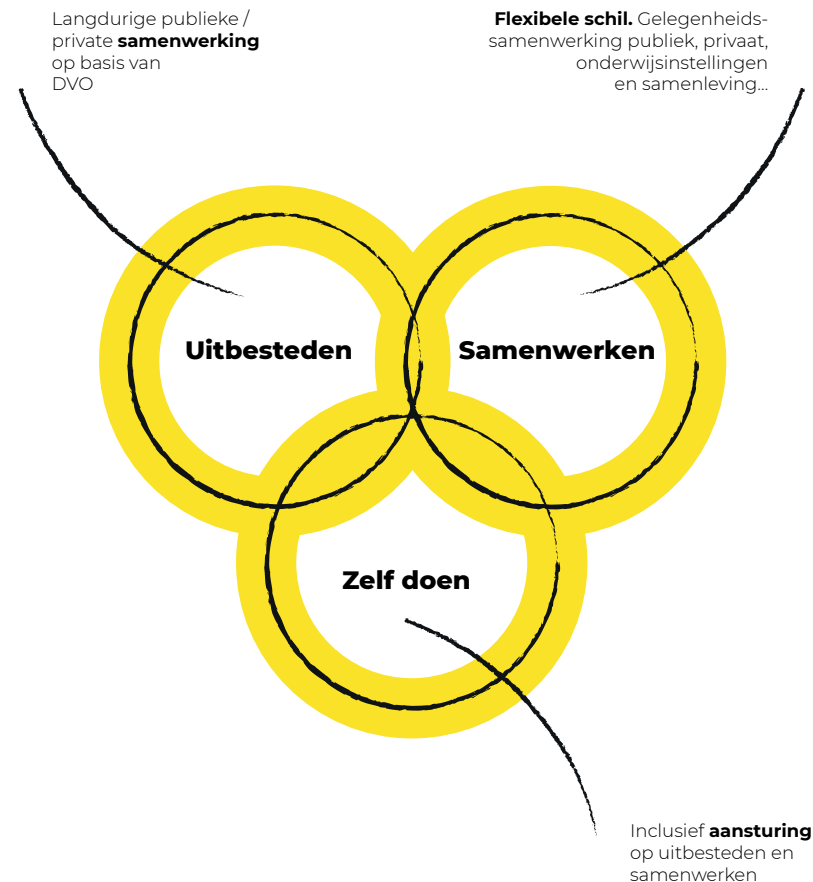 Langdurige publieke /
private samenwerking
op basis van
DVO
Flexibele schil. Gelegenheids-
samenwerking publiek, privaat,
onderwijsinstellingen
en samenleving...
Uitbesteden
Samenwerken
Zelf doen
Inclusief aansturing
op uitbesteden en
samenwerken